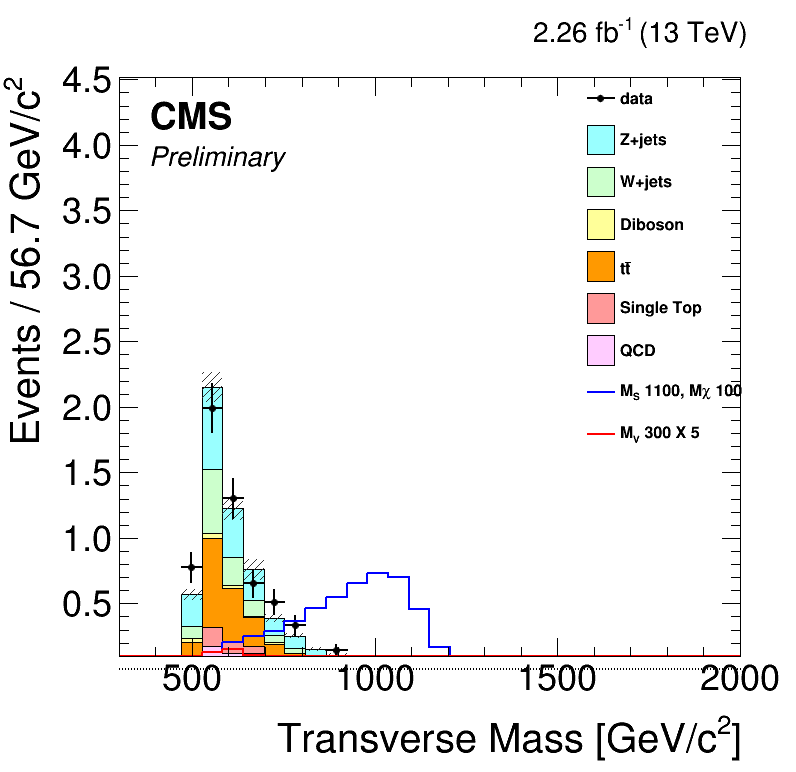 2.26 fb-1 (13 TeV)
Events / 56.7 GeV/c2
4.5
4.0
3.5
3.0
2.5
2.0
1.5
1.0
0.5
CMS
Preliminary
data
Z+jets
W+jets
Diboson
tt̄
Single Top
QCD
MS 1100, Mχ 100
MV 300 X 5
500
1000
1500
2000
Transverse Mass [GeV/c2]